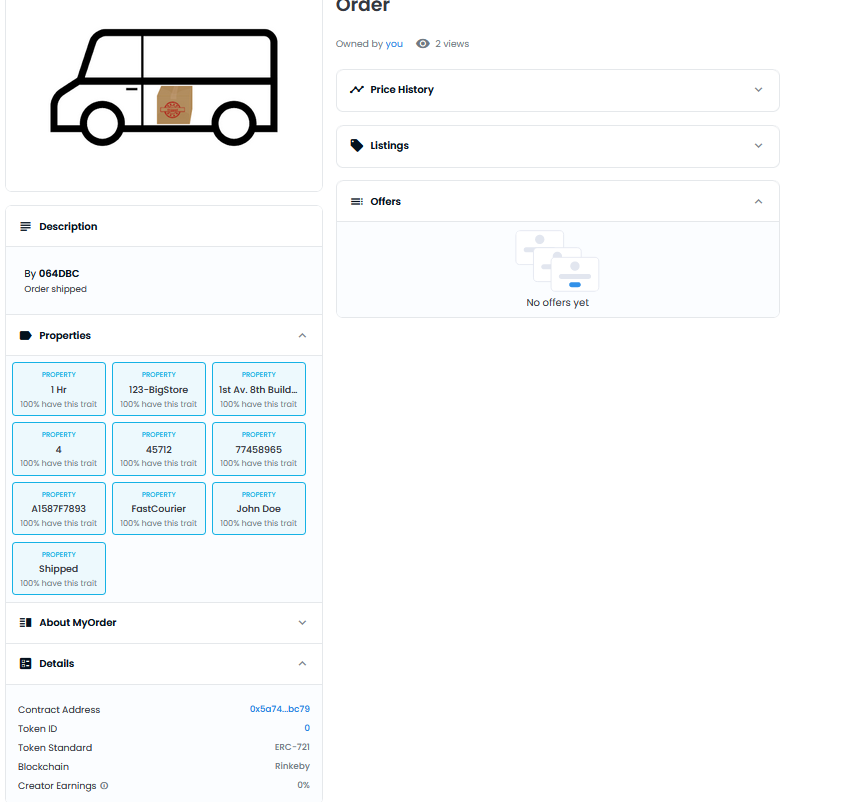 Order
Owned by you 2 views
Price History
Listings
Offers
No offers yet
Description
By 064DBC
Order shipped
Properties
PROPERTY
1 Hr
100% have this trait
PROPERTY
123-BigStore
100% have this trait
PROPERTY
1st Av. 8th Build...
100% have this trait
PROPERTY
4
100% have this trait
PROPERTY
45712
100% have this trait
PROPERTY
77458965
100% have this trait
PROPERTY
A1587F7893
100% have this trait
PROPERTY
FastCourier
100% have this trait
PROPERTY
John Doe
100% have this trait
PROPERTY
Shipped
100% have this trait
About MyOrder
Details
Contract Address 0x5a74...bc79
Token ID 0
Token Standard ERC-721
Blockchain Rinkeby
Creator Earnings 0%